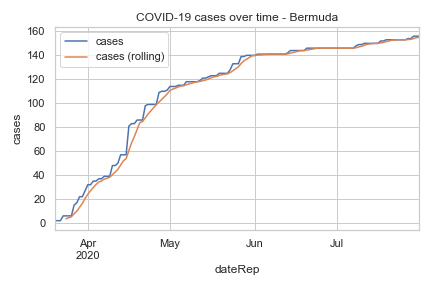 COVID-19 cases over time - Bermuda
cases
cases (rolling)
160
140
120
100
80
60
40
20
0
cases
Apr
2020
May
Jun
Jul
dateRep